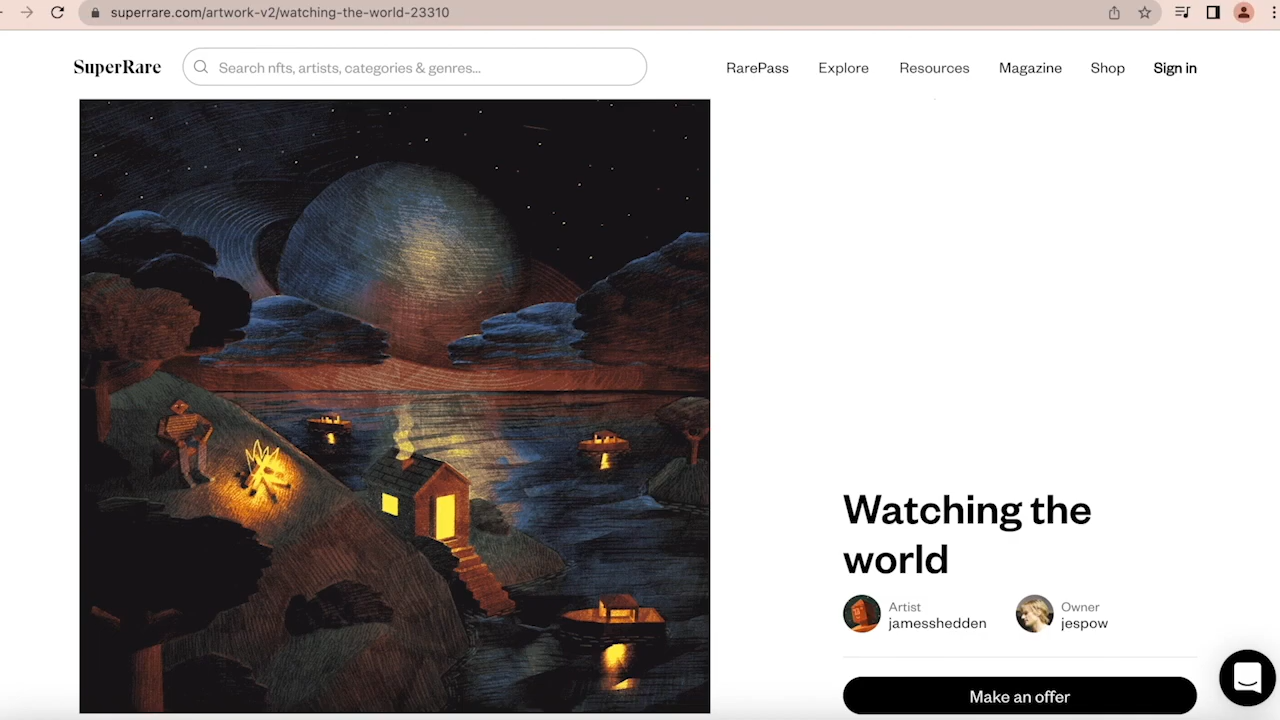 superrare.com/artwork-v2/watching-the-world-23310
SuperRare
Search nfts, artists, categories & genres...
RarePass
Explore
Resources
Magazine
Shop
Sign in
Watching the
world
Artist
jamesshedden
Owner
jespow
Make an offer